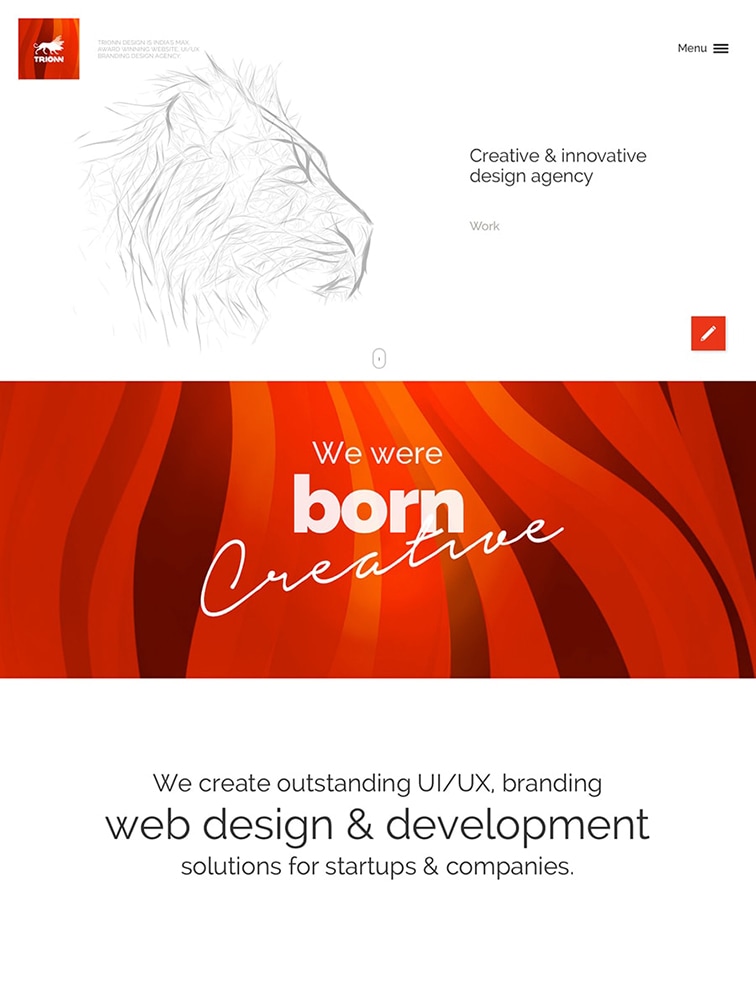 TRIONN
TRIONN DESIGN IS INDIA'S MAX.
AWARD WINNING WEBSITE, UI/UX
BRANDING DESIGN AGENCY
Menu
Creative & innovative
design agency
Work
We were
born
Creative
We create outstanding UI/UX, branding
web design & development
solutions for startups & companies.